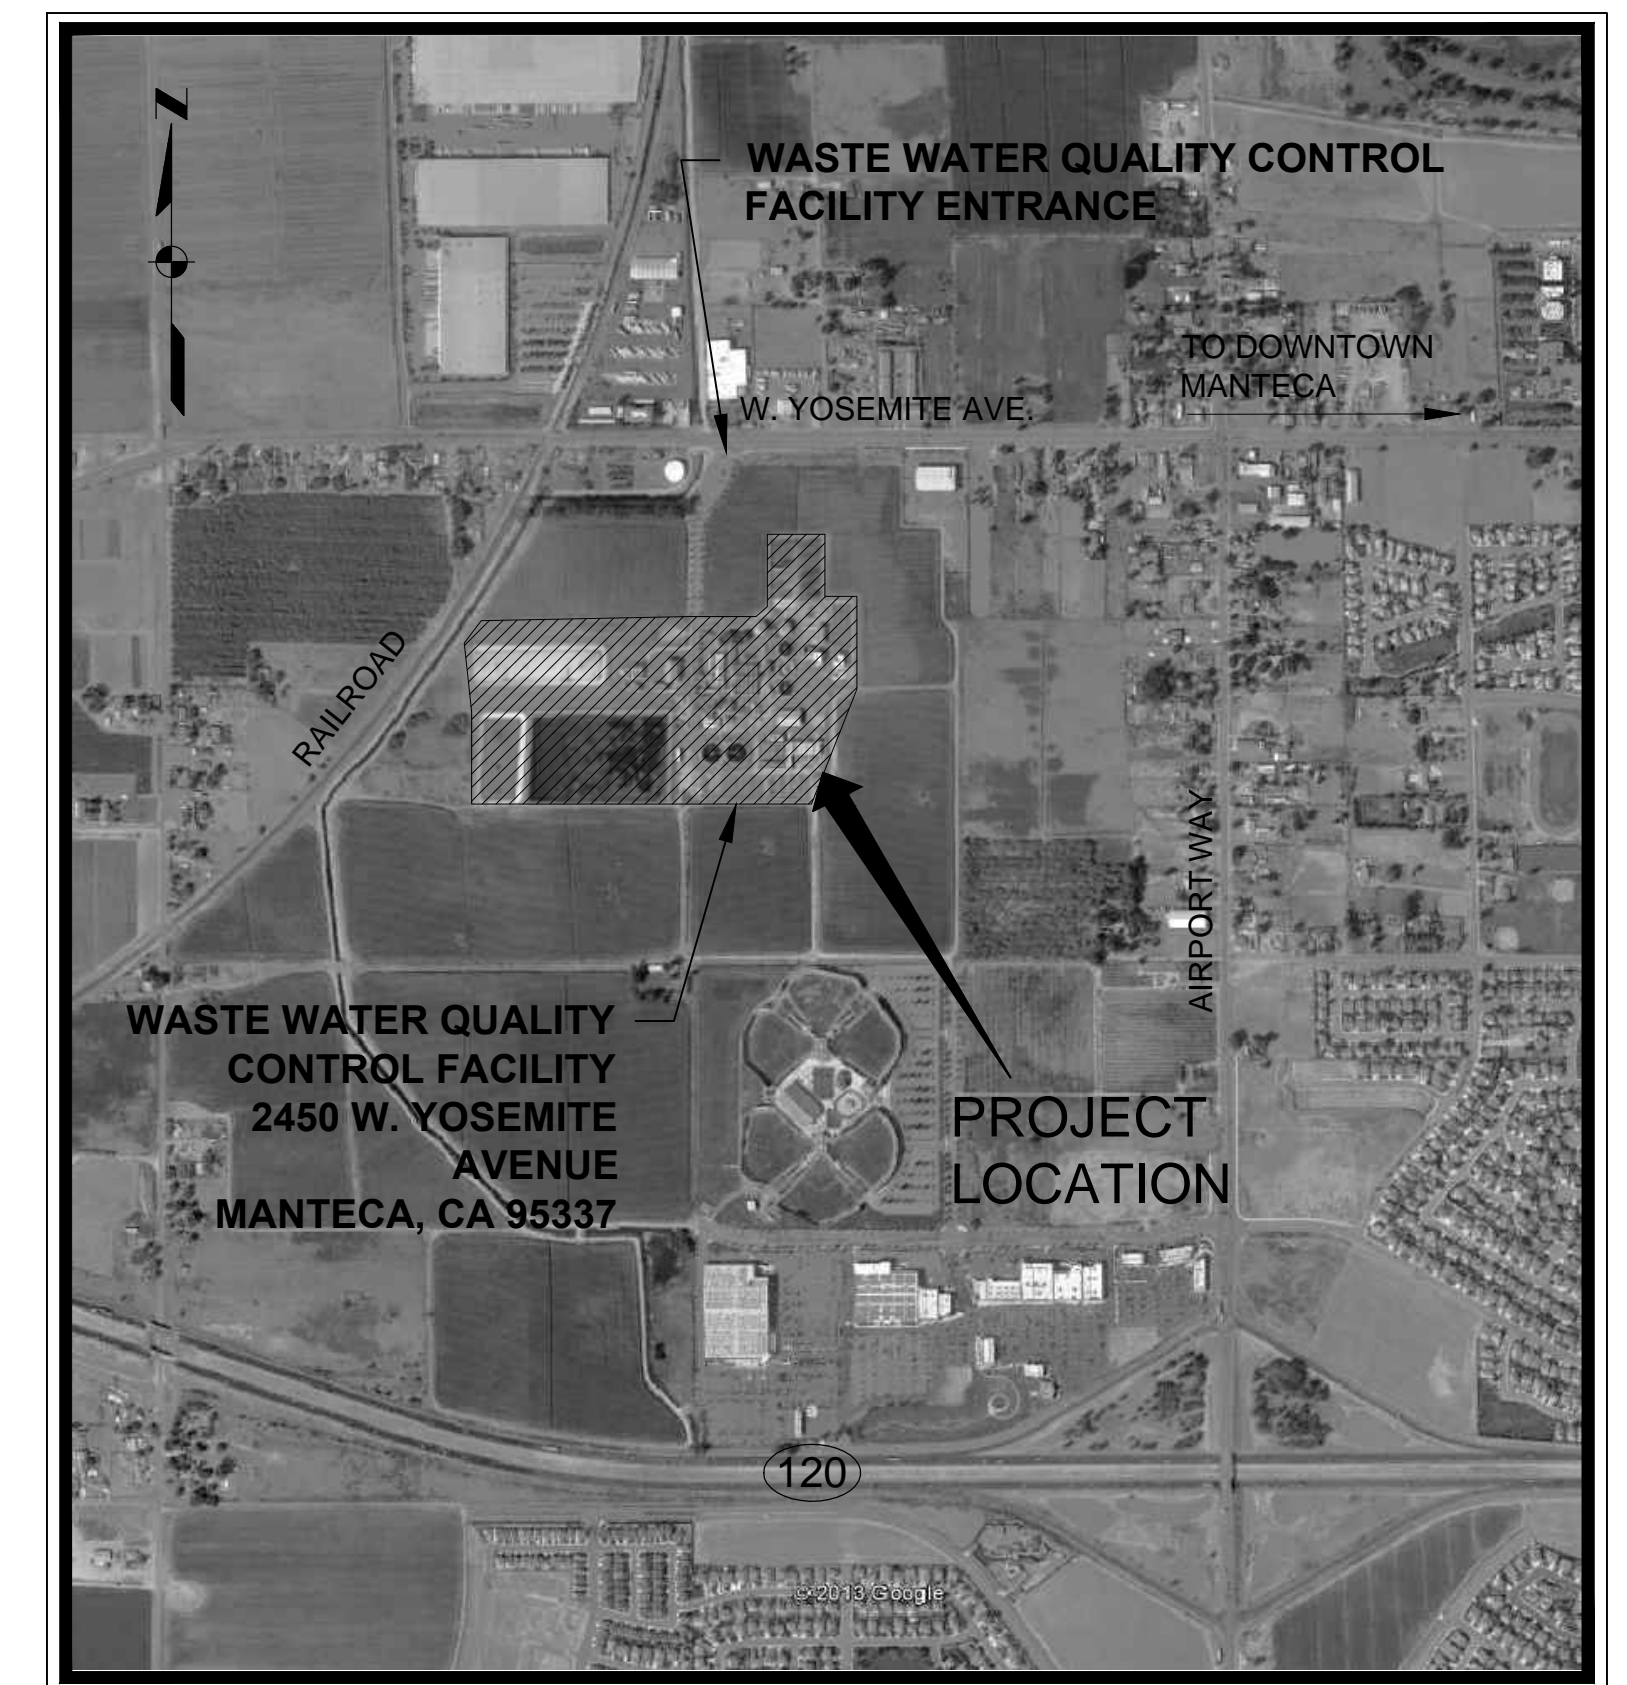 N
WASTE WATER QUALITY CONTROL
FACILITY ENTRANCE
TO DOWNTOWN
MANTECA
W. YOSEMITE AVE.
RAILROAD
AIRPORT WAY
WASTE WATER QUALITY
CONTROL FACILITY
2450 W. YOSEMITE
AVENUE
MANTECA, CA 95337
PROJECT
LOCATION
120
© 2013 Google